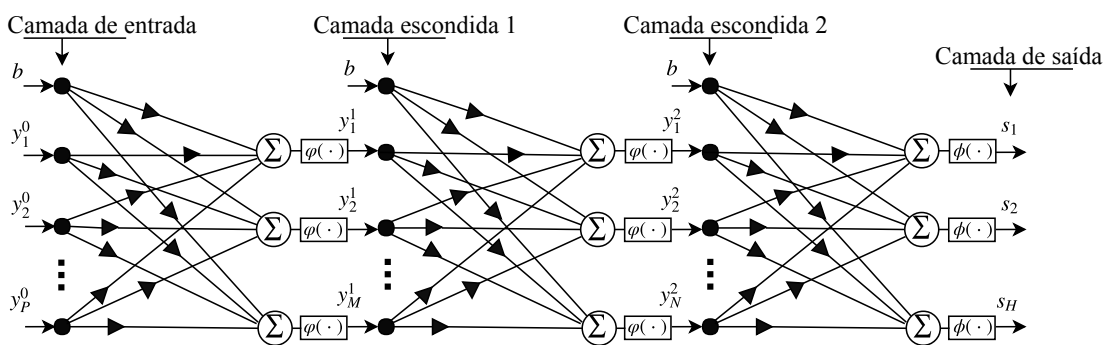 Camada de entrada Camada escondida 1 Camada escondida 2
Camada de saída
b b b
y_1^0 y_1^1 y_1^2 s_1
Σ φ(·) Σ φ(·) Σ ϕ(·)
y_2^0 y_2^1 y_2^2 s_2
Σ φ(·) Σ φ(·) Σ ϕ(·)
y_P^0 y_M^1 y_N^2 s_H
Σ φ(·) Σ φ(·) Σ ϕ(·)